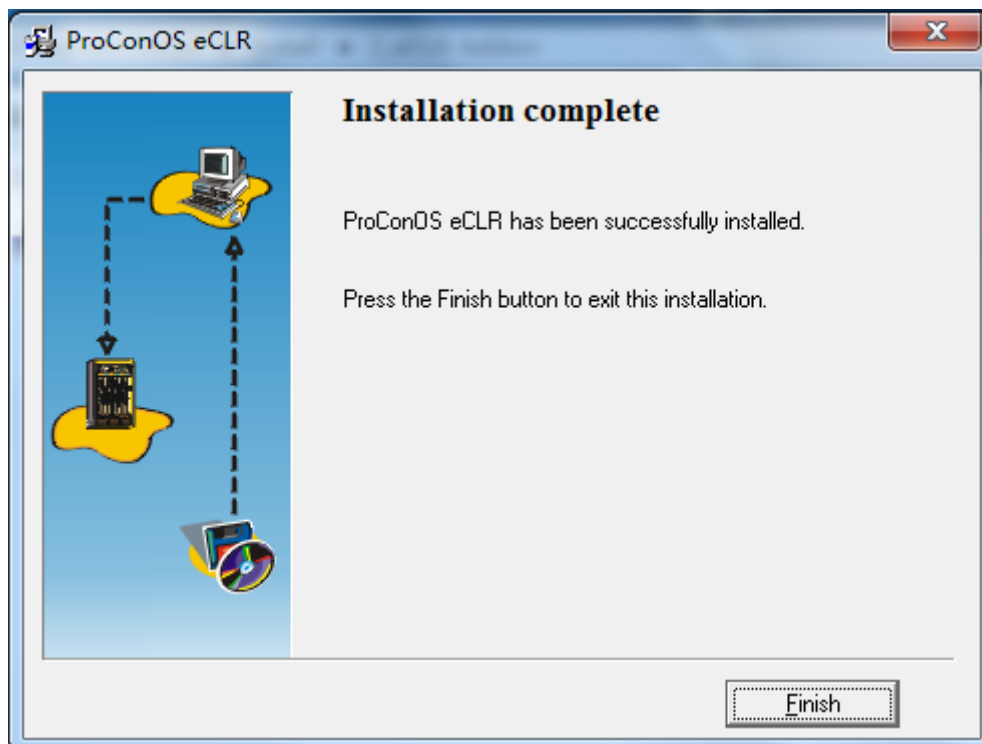 ProConOS eCLR
Installation complete
ProConOS eCLR has been successfully installed.
Press the Finish button to exit this installation.
Finish